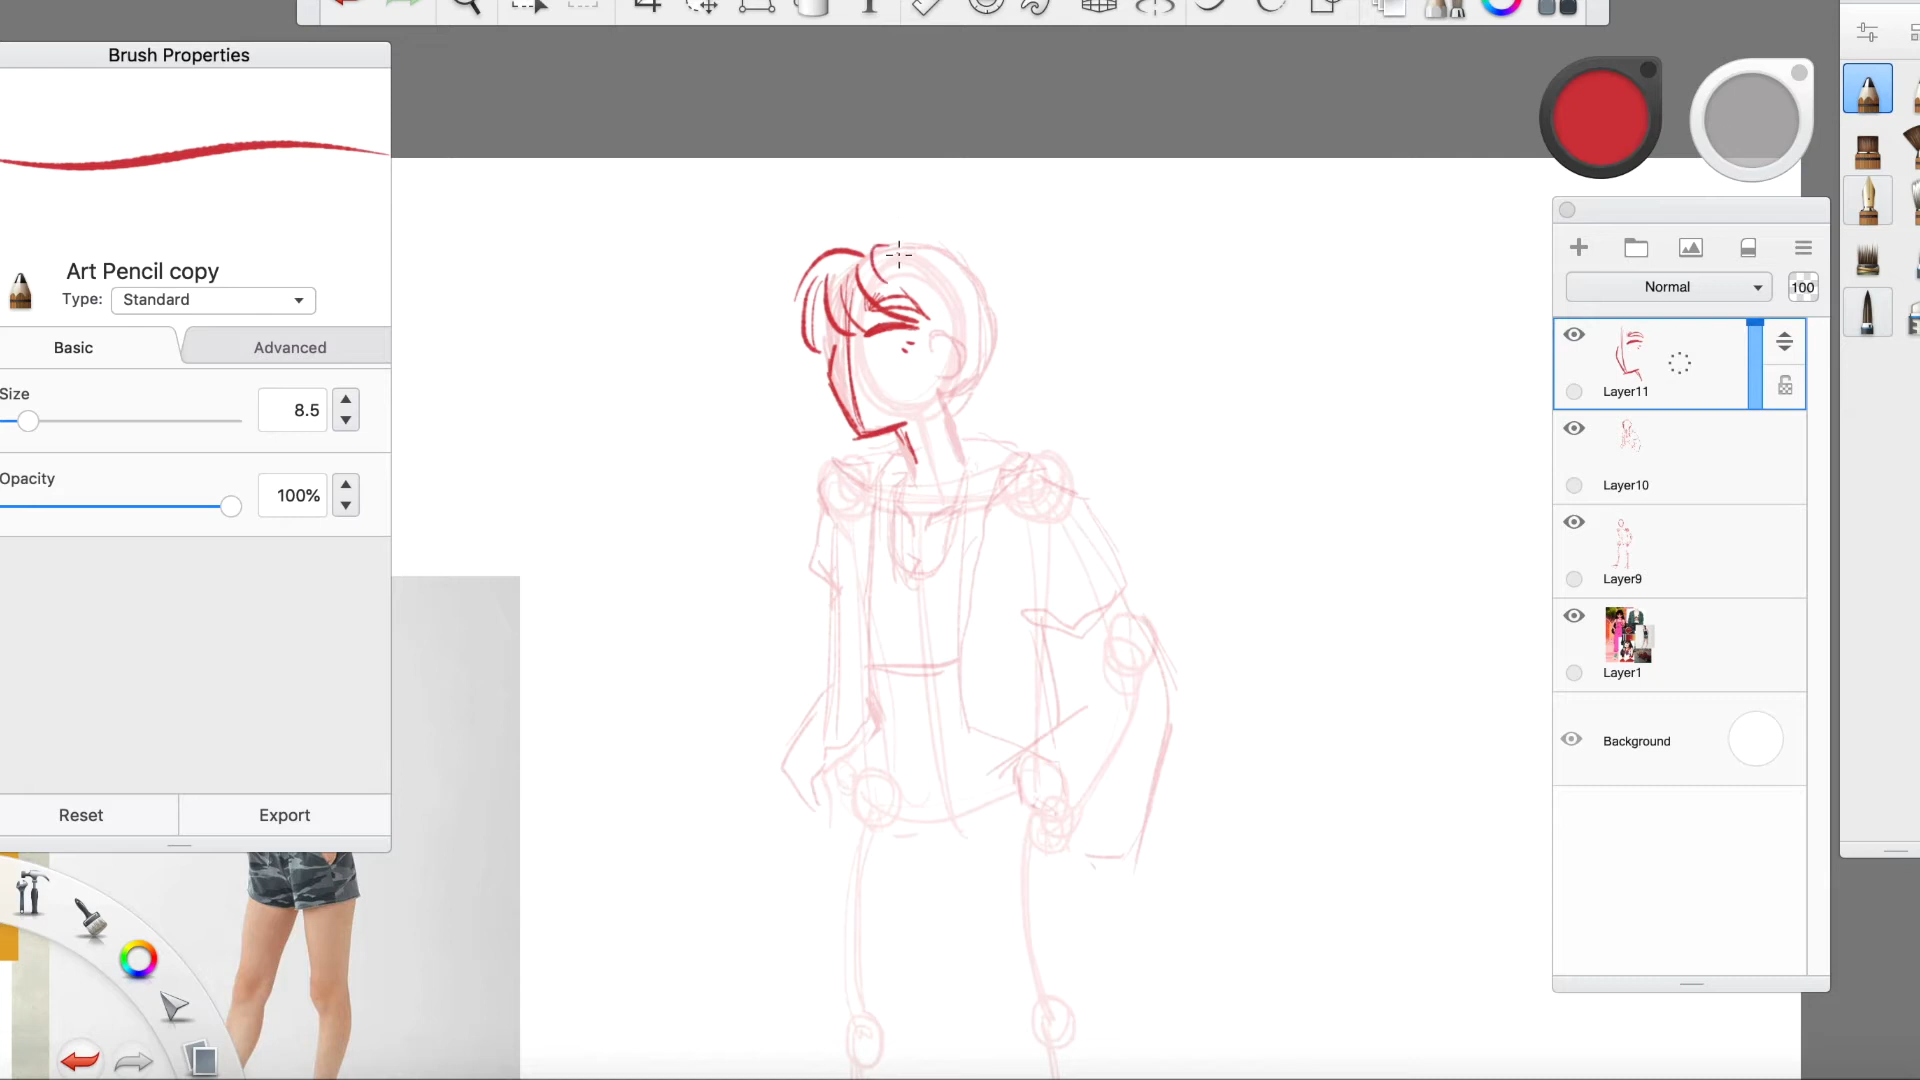 Brush Properties
Art Pencil copy
Type: Standard
Basic Advanced
Size
8.5
Opacity
100%
Reset Export
Normal 100
Layer11
Layer10
Layer9
Layer1
Background